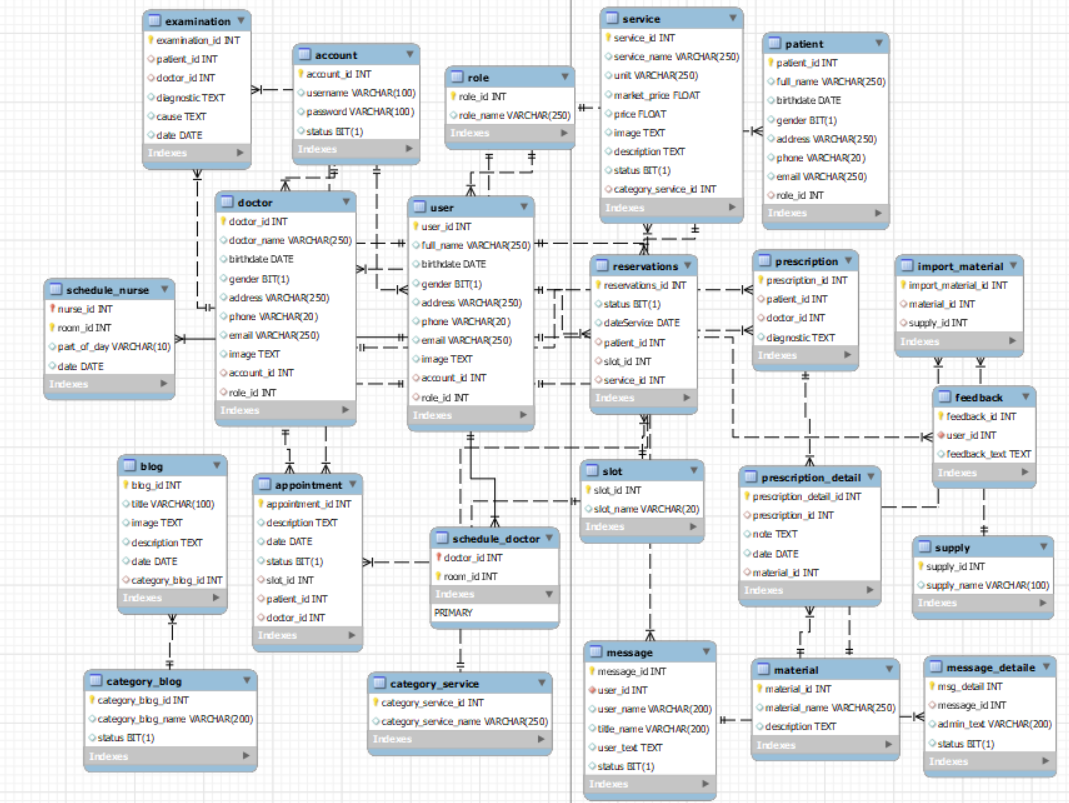 examination
examination_id INT
patient_id INT
doctor_id INT
diagnostic TEXT
cause TEXT
date DATE
Indexes
account
account_id INT
username VARCHAR(100)
password VARCHAR(100)
status BIT(1)
Indexes
role
role_id INT
role_name VARCHAR(250)
Indexes
service
service_id INT
service_name VARCHAR(250)
unit VARCHAR(250)
market_price FLOAT
price FLOAT
image TEXT
description TEXT
status BIT(1)
category_service_id INT
Indexes
patient
patient_id INT
full_name VARCHAR(250)
birthdate DATE
gender BIT(1)
address VARCHAR(250)
phone VARCHAR(20)
email VARCHAR(250)
role_id INT
Indexes
schedule_nurse
nurse_id INT
room_id INT
part_of_day VARCHAR(10)
date DATE
Indexes
doctor
doctor_id INT
doctor_name VARCHAR(250)
birthdate DATE
gender BIT(1)
address VARCHAR(250)
phone VARCHAR(20)
email VARCHAR(250)
image TEXT
account_id INT
role_id INT
Indexes
user
user_id INT
full_name VARCHAR(250)
birthdate DATE
gender BIT(1)
address VARCHAR(250)
phone VARCHAR(20)
email VARCHAR(250)
image TEXT
account_id INT
role_id INT
Indexes
reservations
reservations_id INT
status BIT(1)
dateService DATE
patient_id INT
slot_id INT
service_id INT
Indexes
prescription
prescription_id INT
patient_id INT
doctor_id INT
diagnostic TEXT
Indexes
import_material
import_material_id INT
material_id INT
supply_id INT
Indexes
feedback
feedback_id INT
user_id INT
feedback_text TEXT
Indexes
blog
blog_id INT
title VARCHAR(100)
image TEXT
description TEXT
date DATE
category_blog_id INT
Indexes
appointment
appointment_id INT
description TEXT
date DATE
status BIT(1)
slot_id INT
patient_id INT
doctor_id INT
Indexes
schedule_doctor
doctor_id INT
room_id INT
Indexes
PRIMARY
slot
slot_id INT
slot_name VARCHAR(20)
Indexes
prescription_detail
prescription_detail_id INT
prescription_id INT
note TEXT
date DATE
material_id INT
Indexes
supply
supply_id INT
supply_name VARCHAR(100)
Indexes
category_blog
category_blog_id INT
category_blog_name VARCHAR(200)
status BIT(1)
Indexes
category_service
category_service_id INT
category_service_name VARCHAR(250)
Indexes
message
message_id INT
user_id INT
user_name VARCHAR(200)
title_name VARCHAR(200)
user_text TEXT
status BIT(1)
Indexes
material
material_id INT
material_name VARCHAR(250)
description TEXT
Indexes
message_detaile
msg_detail INT
message_id INT
admin_text VARCHAR(200)
status BIT(1)
Indexes